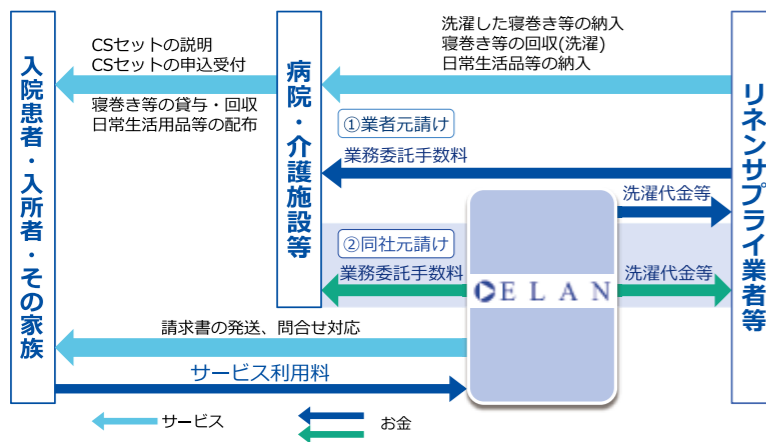 CSセットの説明
CSセットの申込受付
寝巻き等の貸与・回収
日常生活用品等の配布
洗濯した寝巻き等の納入
寝巻き等の回収(洗濯)
日常生活品等の納入
入院患者・入所者・その家族
病院・介護施設等
リネンサプライ業者等
①業者元請け
業務委託手数料
洗濯代金等
②同社元請け
業務委託手数料
洗濯代金等
ELAN
請求書の発送、問合せ対応
サービス利用料
サービス
お金